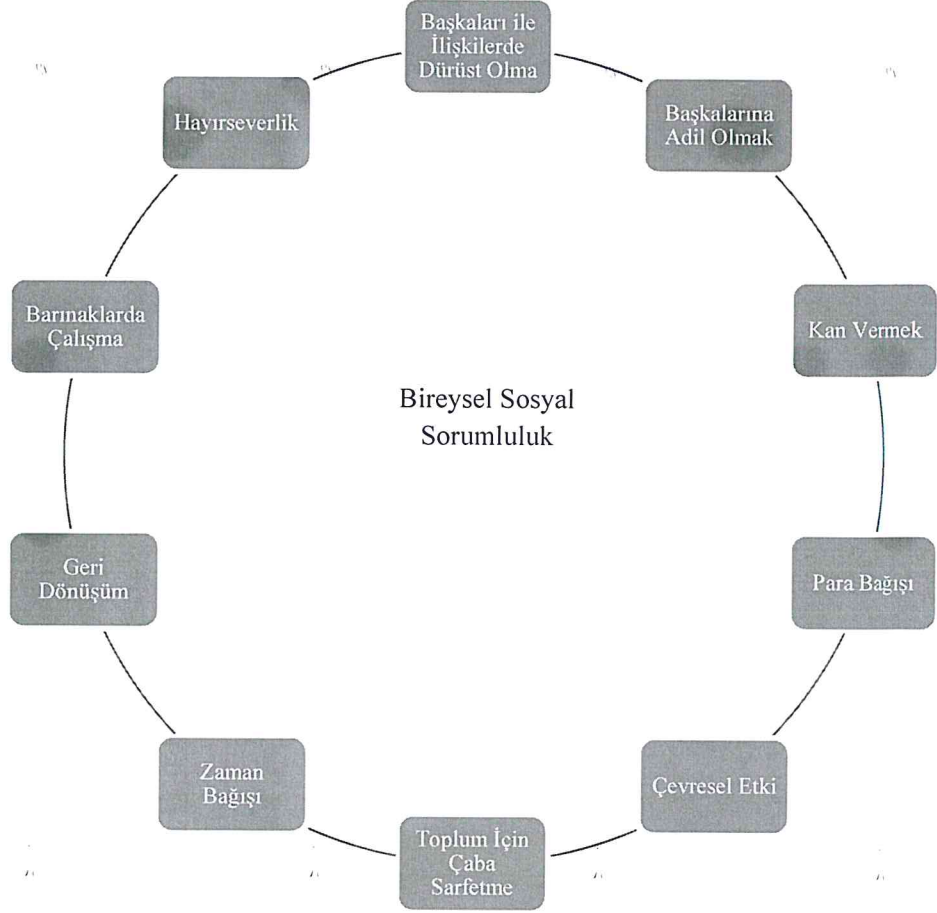 Başkaları ile
İlişkilerde
Dürüst Olma
Başkalarına
Adil Olmak
Kan Vermek
Para Bağışı
Çevresel Etki
Toplum İçin
Çaba
Sarfetme
Zaman
Bağışı
Geri
Dönüşüm
Barınaklarda
Çalışma
Hayırseverlik
Bireysel Sosyal
Sorumluluk